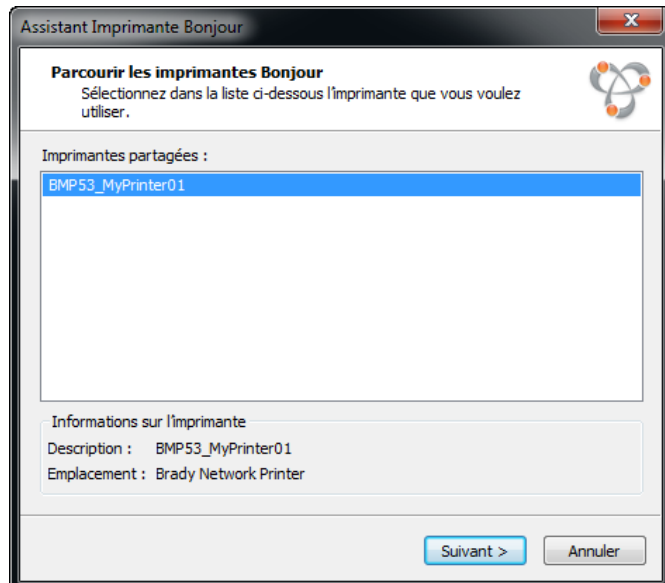 Assistant Imprimante Bonjour
Parcourir les imprimantes Bonjour
Sélectionnez dans la liste ci-dessous l'imprimante que vous voulez
utiliser.
Imprimantes partagées :
BMP53_MyPrinter01
Informations sur l'imprimante
Description : BMP53_MyPrinter01
Emplacement : Brady Network Printer
Suivant > Annuler